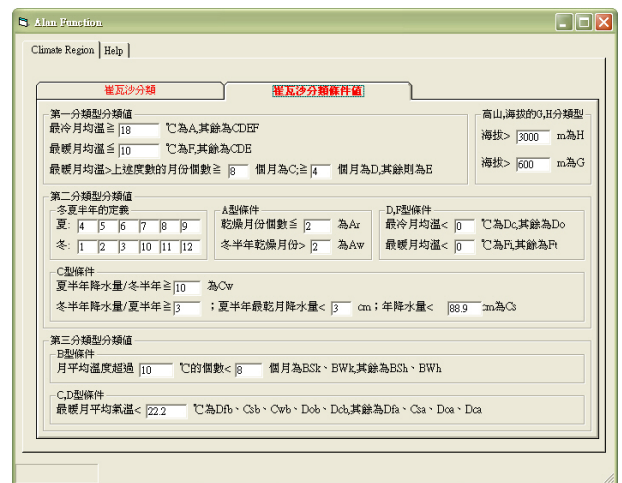 Alan Function
Climate Region Help
崔瓦沙分類 崔瓦沙分類條件值
第一分類型分類值
最冷月均溫≧ 18 ℃為A,其餘為CDEF
最暖月均溫≦ 10 ℃為F,其餘為CDE
最暖月均溫>上述度數的月份個數≧ 8 個月為C;≧ 4 個月為D,其餘則為E
高山,海拔的G,H分類型
海拔> 3000 m為H
海拔> 600 m為G
第二分類型分類值
冬夏半年的定義
夏: 4 5 6 7 8 9
冬: 1 2 3 10 11 12
A型條件
乾燥月份個數≦ 2 為Ar
冬半年乾燥月份> 2 為Aw
D,F型條件
最冷月均溫< 0 ℃為Dc,其餘為Do
最暖月均溫< 0 ℃為Fi,其餘為Ft
C型條件
夏半年降水量/冬半年≧ 10 為Cw
冬半年降水量/夏半年≧ 3 ；夏半年最乾月降水量< 3 cm；年降水量< 88.9 cm為Cs
第三分類型分類值
B型條件
月平均溫度超過 10 ℃的個數< 8 個月為BSk、BWk,其餘為BSh、BWh
C,D型條件
最暖月平均氣溫< 22.2 ℃為Dfb、Csb、Cwb、Dob、Dcb,其餘為Dfa、Csa、Doa、Dca